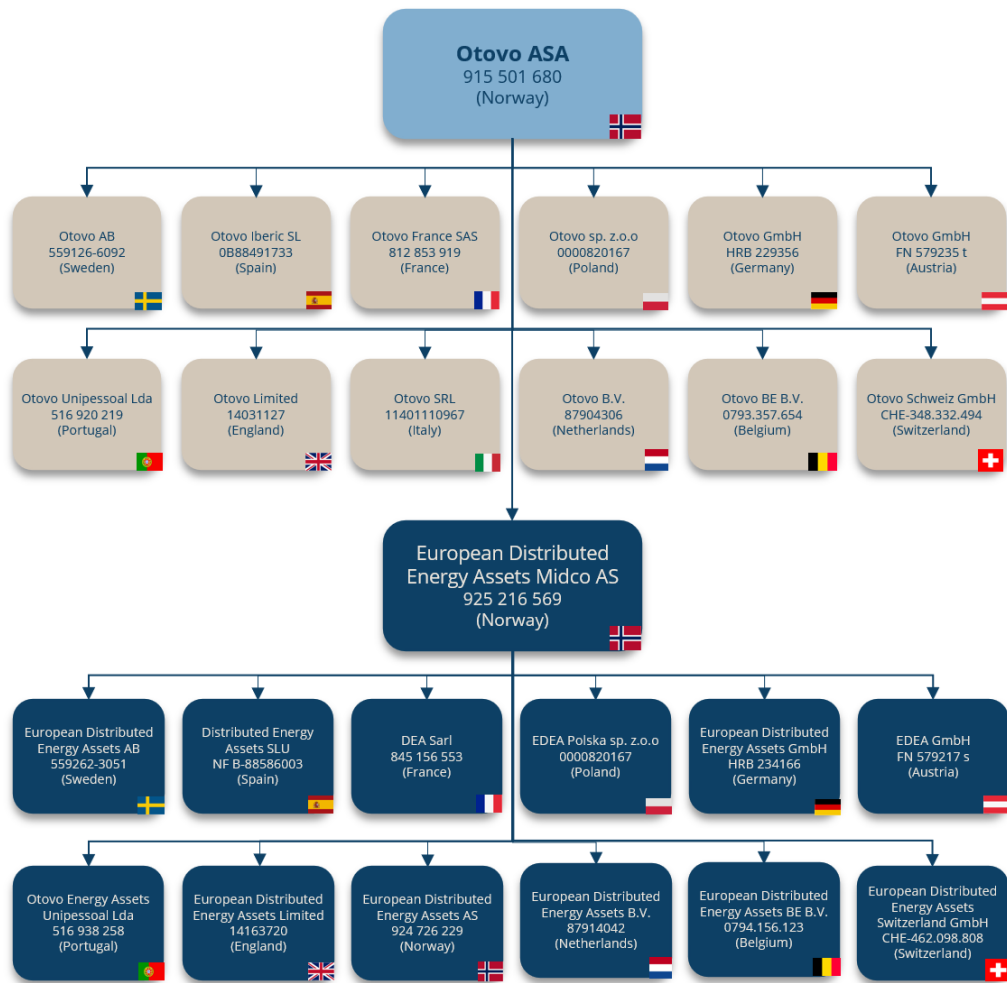 Otovo ASA
915 501 680
(Norway)
Otovo AB
559126-6092
(Sweden)
Otovo Iberic SL
0B88491733
(Spain)
Otovo France SAS
812 853 919
(France)
Otovo sp. z.o.o
0000820167
(Poland)
Otovo GmbH
HRB 229356
(Germany)
Otovo GmbH
FN 579235 t
(Austria)
Otovo Unipessoal Lda
516 920 219
(Portugal)
Otovo Limited
14031127
(England)
Otovo SRL
11401110967
(Italy)
Otovo B.V.
87904306
(Netherlands)
Otovo BE B.V.
0793.357.654
(Belgium)
Otovo Schweiz GmbH
CHE-348.332.494
(Switzerland)
European Distributed
Energy Assets Midco AS
925 216 569
(Norway)
European Distributed
Energy Assets AB
559262-3051
(Sweden)
Distributed Energy
Assets SLU
NF B-88586003
(Spain)
DEA Sarl
845 156 553
(France)
EDEA Polska sp. z.o.o
0000820167
(Poland)
European Distributed
Energy Assets GmbH
HRB 234166
(Germany)
EDEA GmbH
FN 579217 s
(Austria)
Otovo Energy Assets
Unipessoal Lda
516 938 258
(Portugal)
European Distributed
Energy Assets Limited
14163720
(England)
European Distributed
Energy Assets AS
924 726 229
(Norway)
European Distributed
Energy Assets B.V.
87914042
(Netherlands)
European Distributed
Energy Assets BE B.V.
0794.156.123
(Belgium)
European Distributed
Energy Assets
Switzerland GmbH
CHE-462.098.808
(Switzerland)